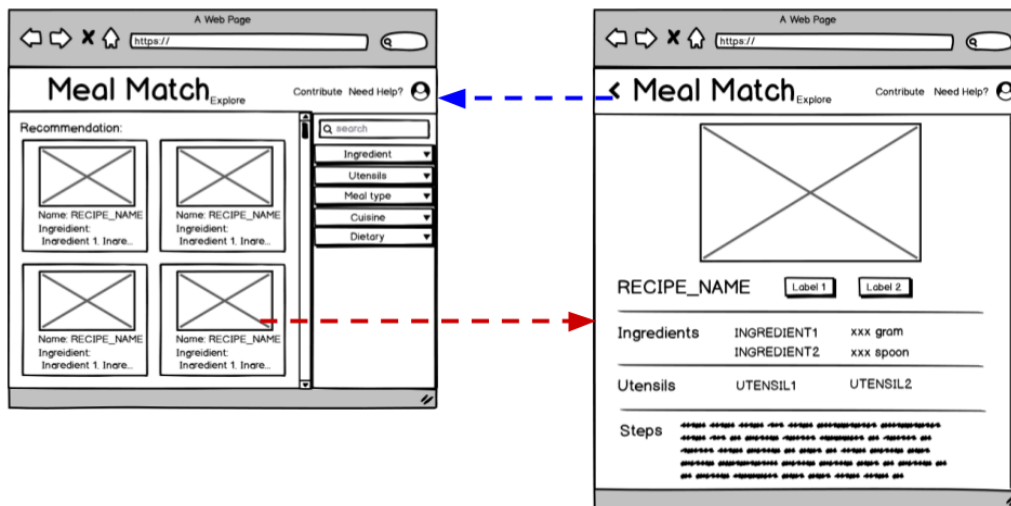 A Web Page
https://
Meal Match
Explore
Contribute Need Help?
Recommendation:
Name: RECIPE_NAME
Ingreidient:
Ingredient 1, Ingre...
Name: RECIPE_NAME
Ingreidient:
Ingredient 1, Ingre...
Name: RECIPE_NAME
Ingreidient:
Ingredient 1, Ingre...
Name: RECIPE_NAME
Ingreidient:
Ingredient 1, Ingre...
search
Ingredient
Utensils
Meal type
Cuisine
Dietary
A Web Page
https://
Meal Match
Explore
Contribute Need Help?
RECIPE_NAME Label 1 Label 2
Ingredients INGREDIENT1 xxx gram
INGREDIENT2 xxx spoon
Utensils UTENSIL1 UTENSIL2
Steps